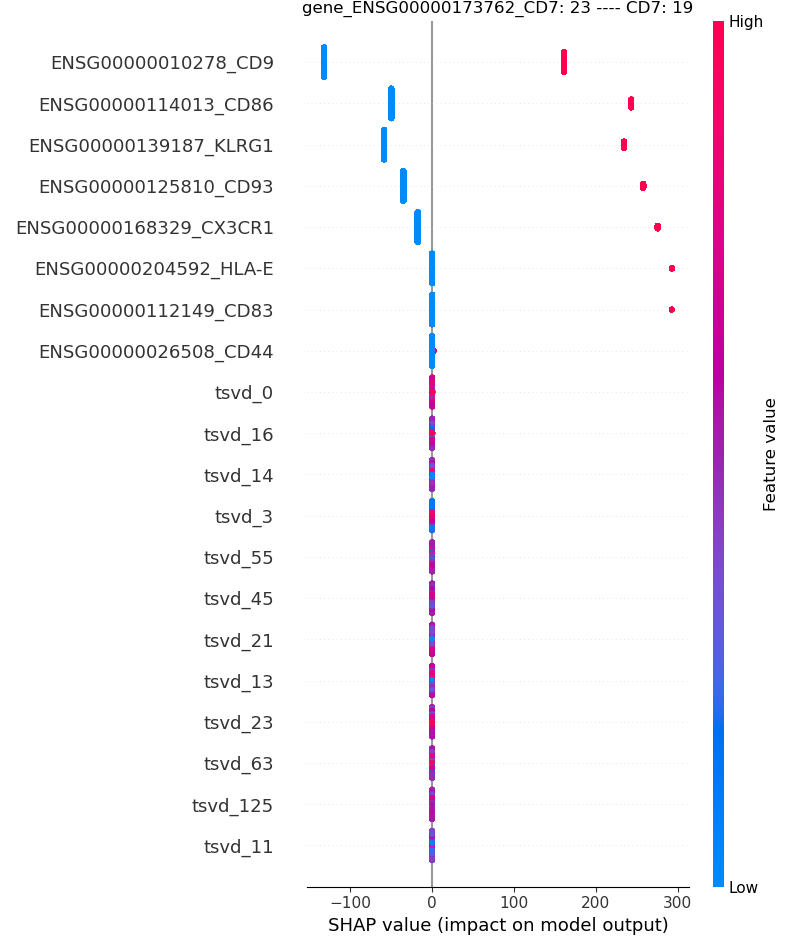 gene_ENSG00000173762_CD7: 23 ---- CD7: 19
High
ENSG00000010278_CD9
ENSG00000114013_CD86
ENSG00000139187_KLRG1
ENSG00000125810_CD93
ENSG00000168329_CX3CR1
ENSG00000204592_HLA-E
ENSG00000112149_CD83
ENSG00000026508_CD44
tsvd_0
tsvd_16
tsvd_14
tsvd_3
tsvd_55
tsvd_45
tsvd_21
tsvd_13
tsvd_23
tsvd_63
tsvd_125
tsvd_11
Feature value
Low
−100 0 100 200 300
SHAP value (impact on model output)